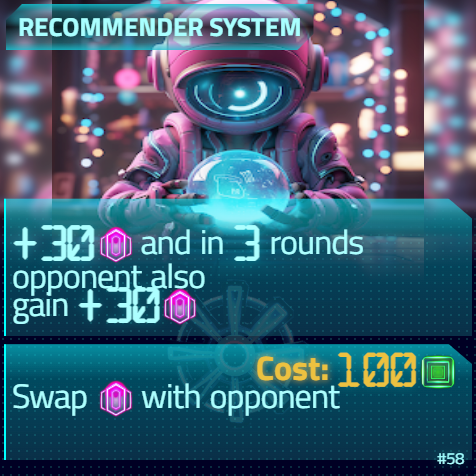 RECOMMENDER SYSTEM
+30 and in 3 rounds
opponent also
gain +30
Cost: 100
Swap with opponent
#58